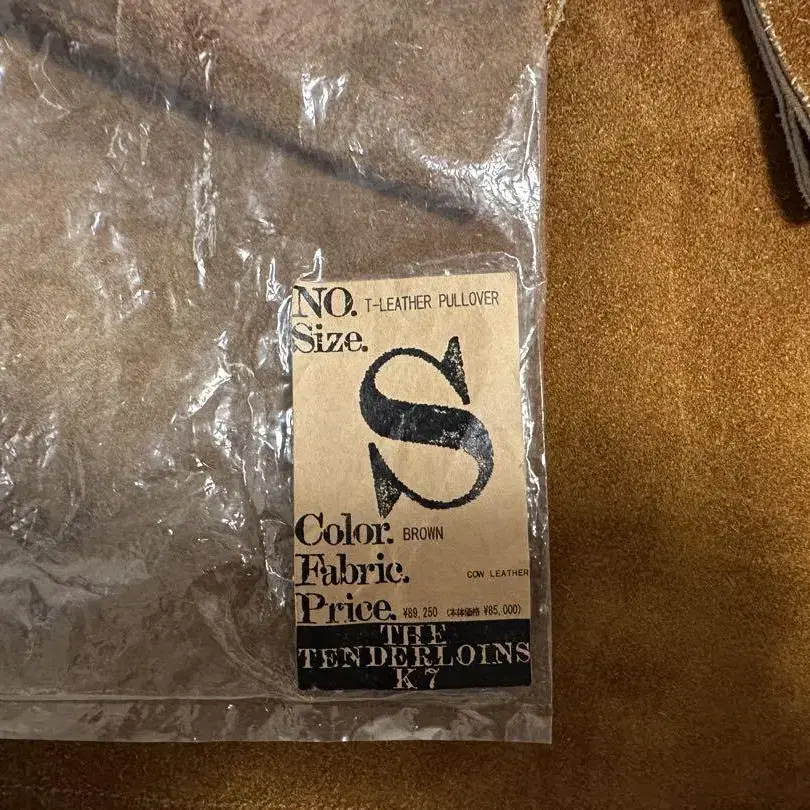 NO. T-LEATHER PULLOVER
Size.
S
Color. BROWN
Fabric. COW LEATHER
Price. ¥89,250 (本体価格 ¥85,000)
THE
TENDERLOINS
K7